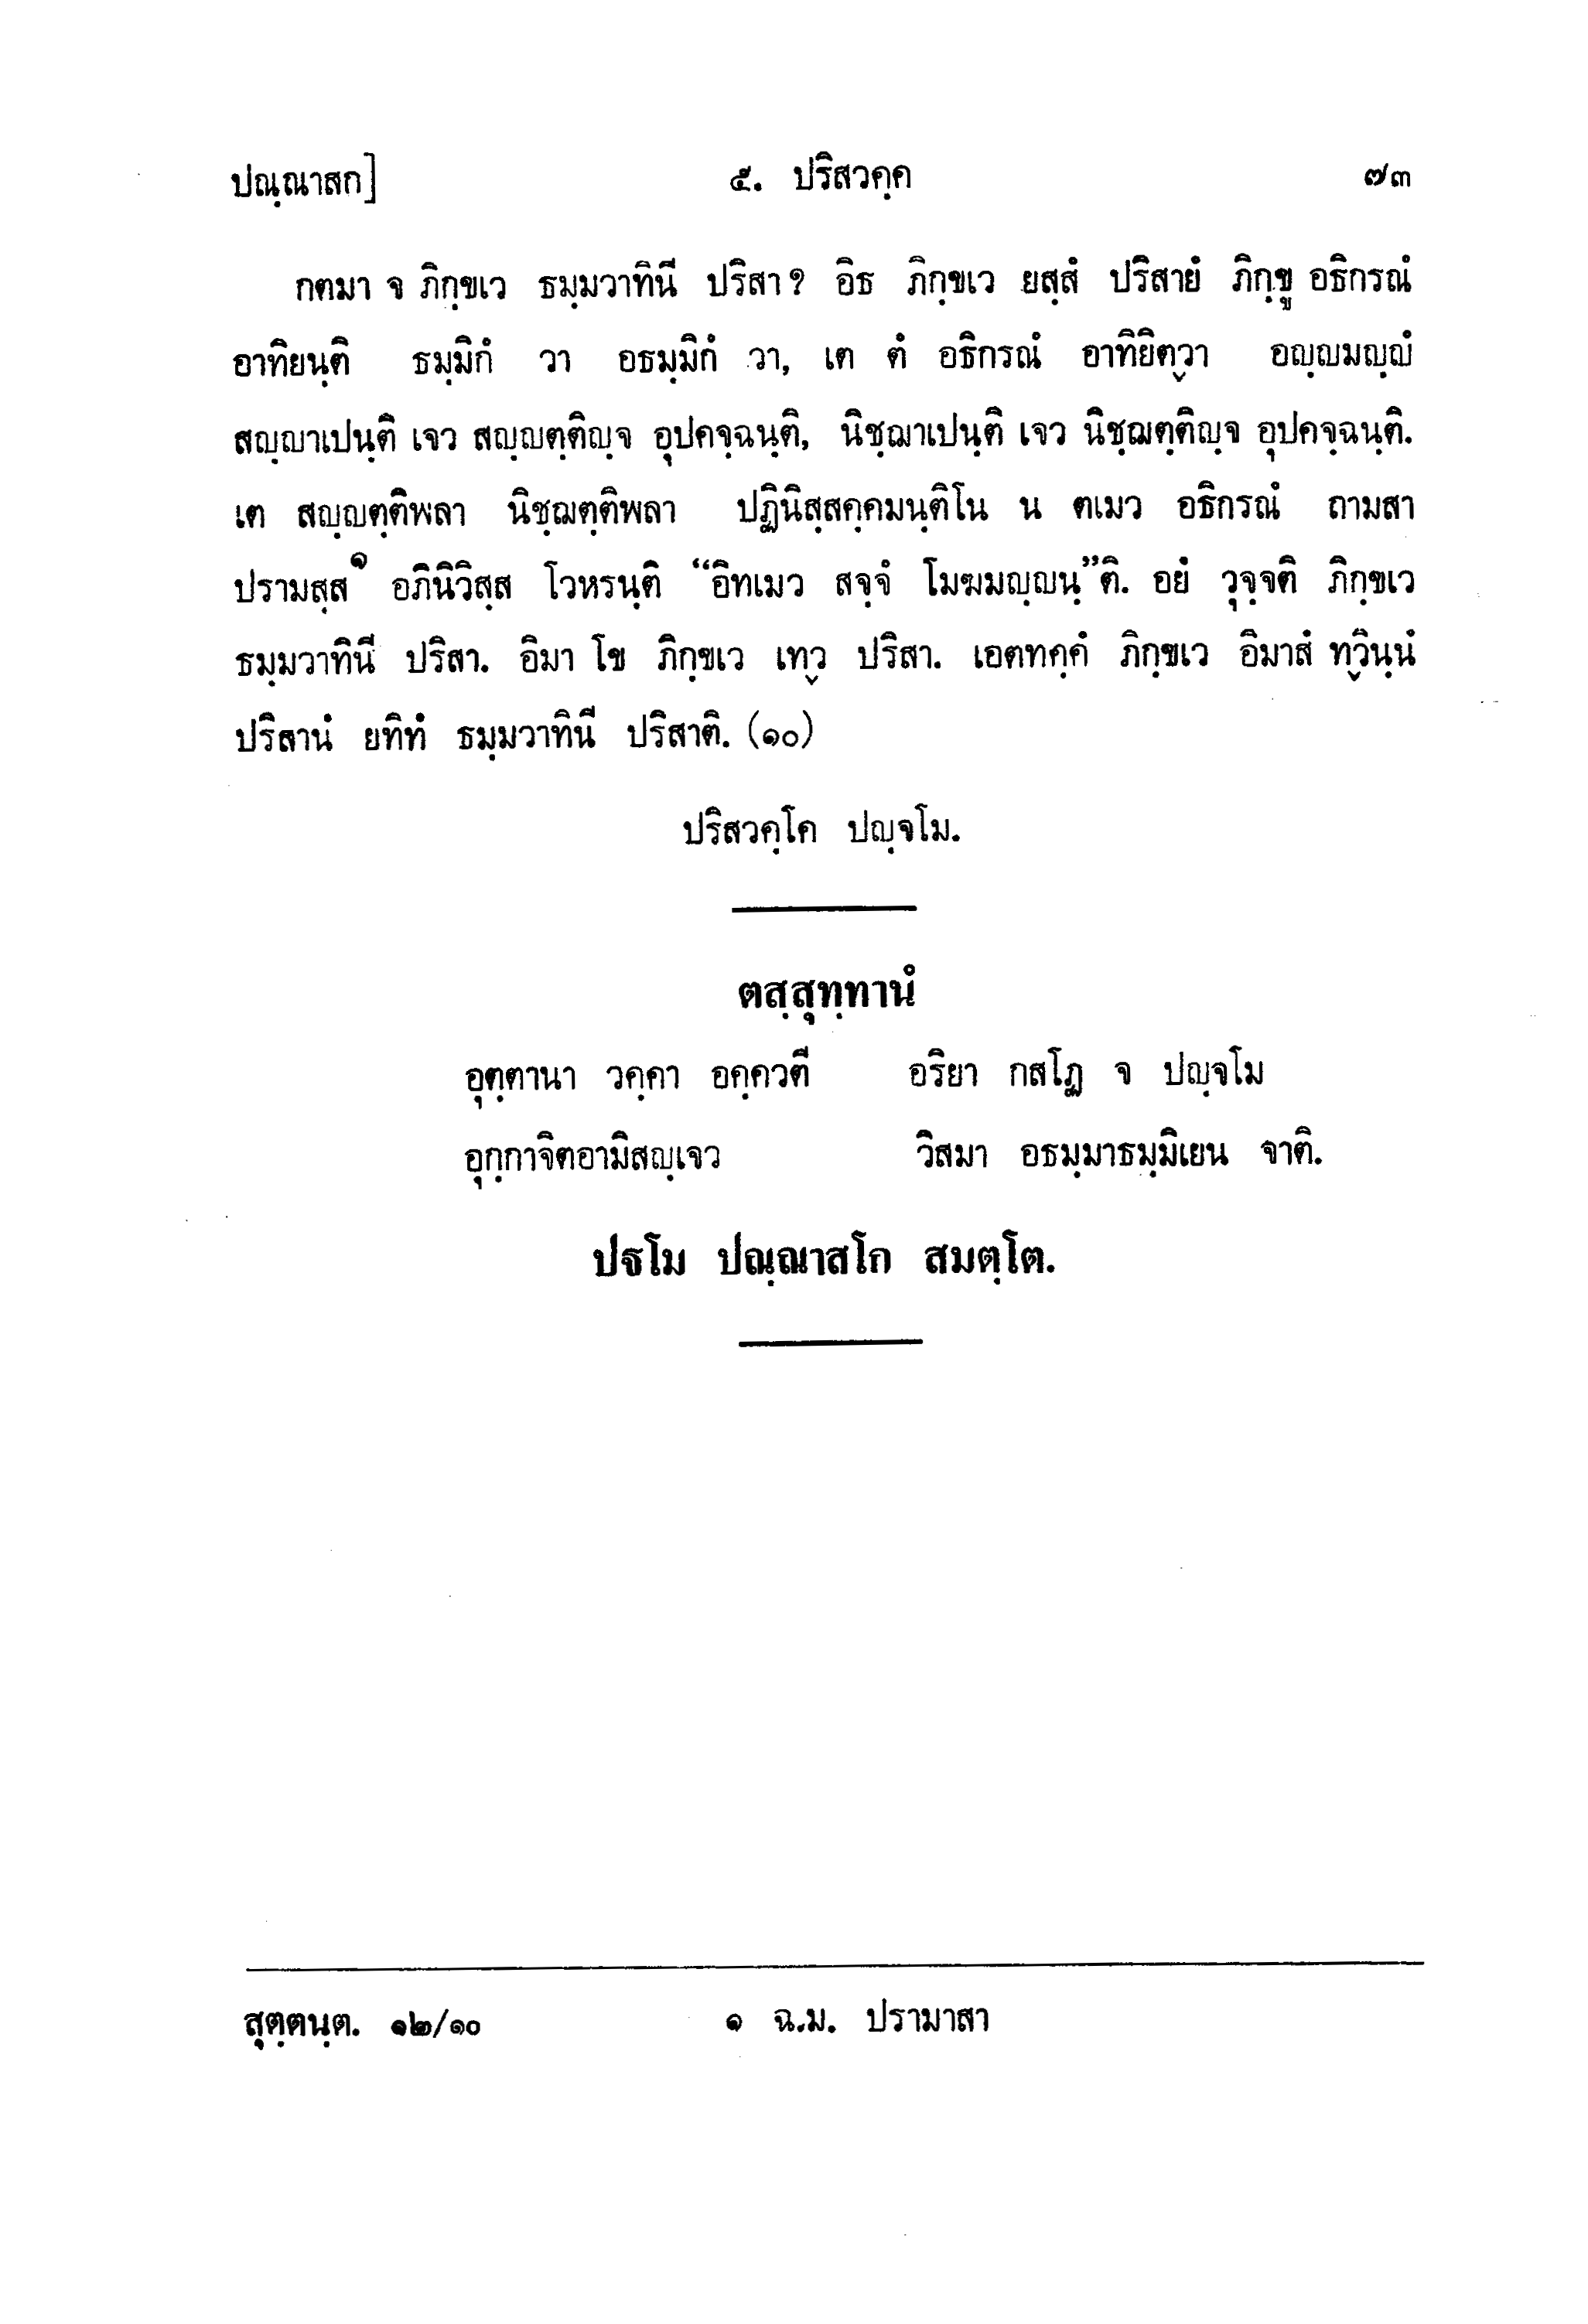 ปณฺณาสก] ๕. ปริสวคฺค ๗๓
กตมา จ ภิกฺขเว ธมฺมวาทินี ปริสา? อิธ ภิกฺขเว ยสฺสํ ปริสายํ ภิกฺขู อธิกรณํ
อาทิยนฺติ ธมฺมิกํ วา อธมฺมิกํ วา, เต ตํ อธิกรณํ อาทิยิตฺวา อญฺญมญฺญํ
สญฺญาเปนฺติ เจว สญฺญตฺติญฺจ อุปคจฺฉนฺติ, นิชฺฌาเปนฺติ เจว นิชฺฌตฺติญฺจ อุปคจฺฉนฺติ.
เต สญฺญตฺติพลา นิชฺฌตฺติพลา ปฏินิสฺสคฺคมนฺติโน น ตเมว อธิกรณํ ถามสา
ปรามสฺส๑ อภินิวิสฺส โวหรนฺติ “อิทเมว สจฺจํ โมฆมญฺญนฺ”ติ. อยํ วุจฺจติ ภิกฺขเว
ธมฺมวาทินี ปริสา. อิมา โข ภิกฺขเว เทฺว ปริสา. เอตทคฺคํ ภิกฺขเว อิมาสํ ทฺวินฺนํ
ปริสานํ ยทิทํ ธมฺมวาทินี ปริสาติ. (๑๐)
ปริสวคฺโค ปญฺจโม.
ตสฺสุทฺทานํ
อุตฺตานา วคฺคา อคฺควตี อริยา กสโฏ จ ปญฺจโม
อุกฺกาจิตอามิสญฺเจว วิสมา อธมฺมาธมฺมิเยน จาติ.
ปฐโม ปณฺณาสโก สมตฺโต.
สุตฺตนฺต. ๑๒/๑๐ ๑ ฉ.ม. ปรามาสา